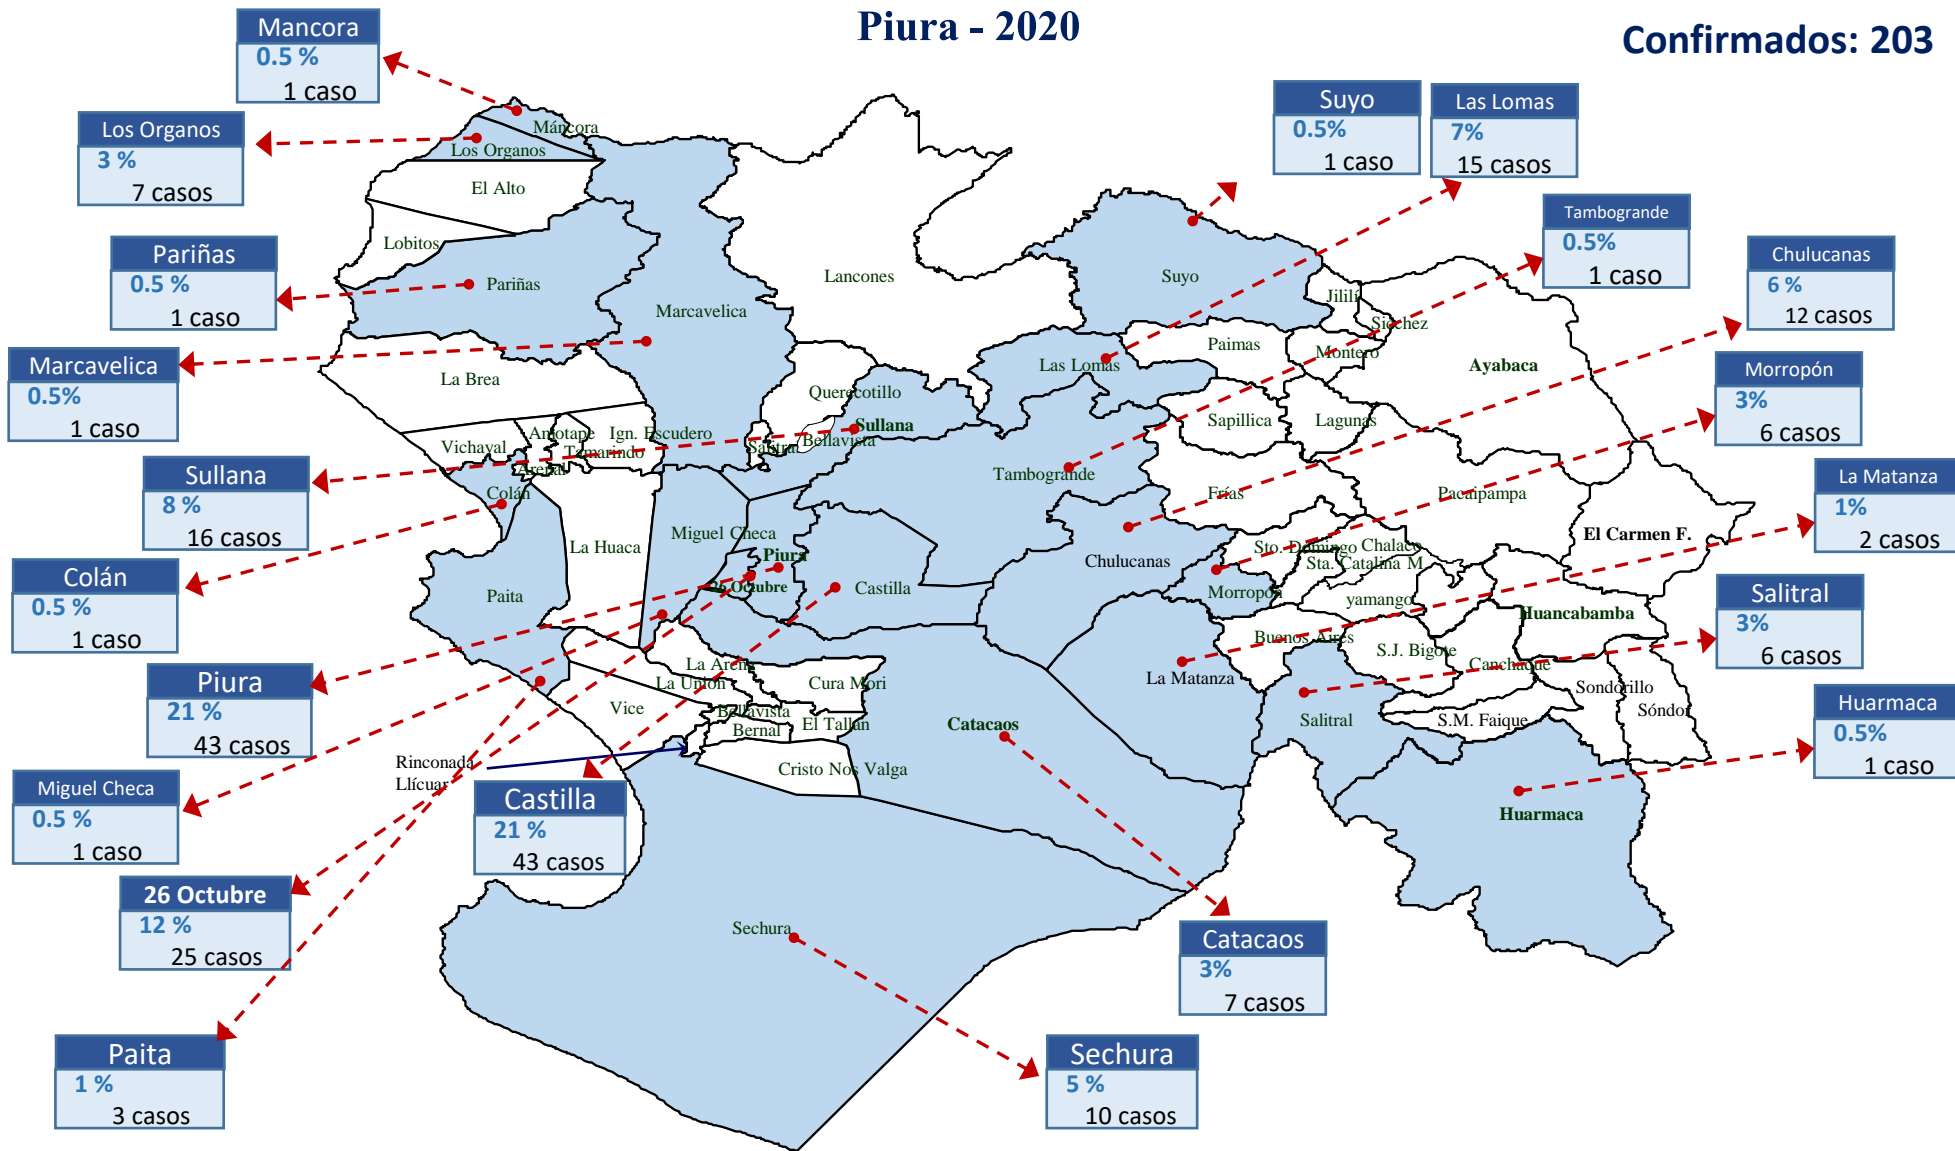 Piura - 2020
Confirmados: 203
Mancora
0.5 %
1 caso
Los Organos
3 %
7 casos
Pariñas
0.5 %
1 caso
Marcavelica
0.5%
1 caso
Sullana
8 %
16 casos
Colán
0.5 %
1 caso
Piura
21 %
43 casos
Miguel Checa
0.5 %
1 caso
26 Octubre
12 %
25 casos
Paita
1 %
3 casos
Castilla
21 %
43 casos
Sechura
5 %
10 casos
Catacaos
3%
7 casos
Suyo
0.5%
1 caso
Las Lomas
7%
15 casos
Tambogrande
0.5%
1 caso
Chulucanas
6 %
12 casos
Morropón
3%
6 casos
La Matanza
1%
2 casos
Salitral
3%
6 casos
Huarmaca
0.5%
1 caso
Máncora
Los Organos
El Alto
Lobitos
Pariñas
Marcavelica
Lancones
La Brea
Querecotillo
Sullana
Bellavista
Salitral
Vichayal
Amotape
Ign. Escudero
Tamarindo
Arenal
Colán
La Huaca
Miguel Checa
Piura
26 Octubre
Castilla
Paita
La Arena
La Union
Cura Mori
Vice
Bellavista
Bernal
El Tallan
Rinconada
Llícuar
Cristo Nos Valga
Catacaos
Sechura
Suyo
Jililí
Sicchez
Paimas
Montero
Ayabaca
Las Lomas
Sapillica
Lagunas
Tambogrande
Frías
Pacaipampa
El Carmen F.
Chulucanas
Sto. Domingo
Chalaco
Sta. Catalina M
Morropón
yamango
Huancabamba
Buenos Aires
S.J. Bigote
Canchaque
La Matanza
Salitral
Sondorillo
Sóndor
S.M. Faique
Huarmaca